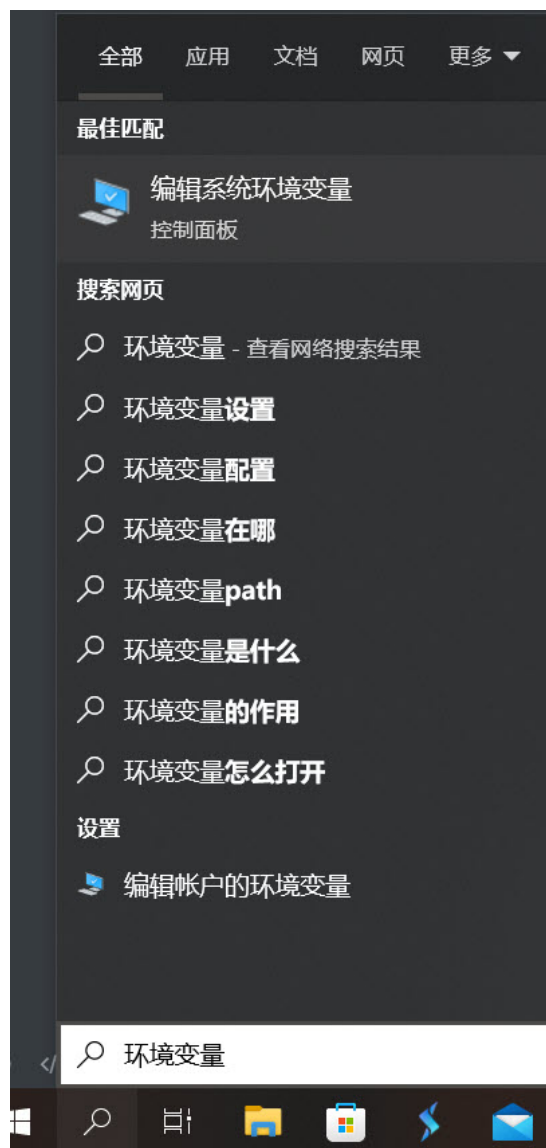 全部 应用 文档 网页 更多
最佳匹配
编辑系统环境变量
控制面板
搜索网页
环境变量 - 查看网络搜索结果
环境变量设置
环境变量配置
环境变量在哪
环境变量path
环境变量是什么
环境变量的作用
环境变量怎么打开
设置
编辑帐户的环境变量
环境变量